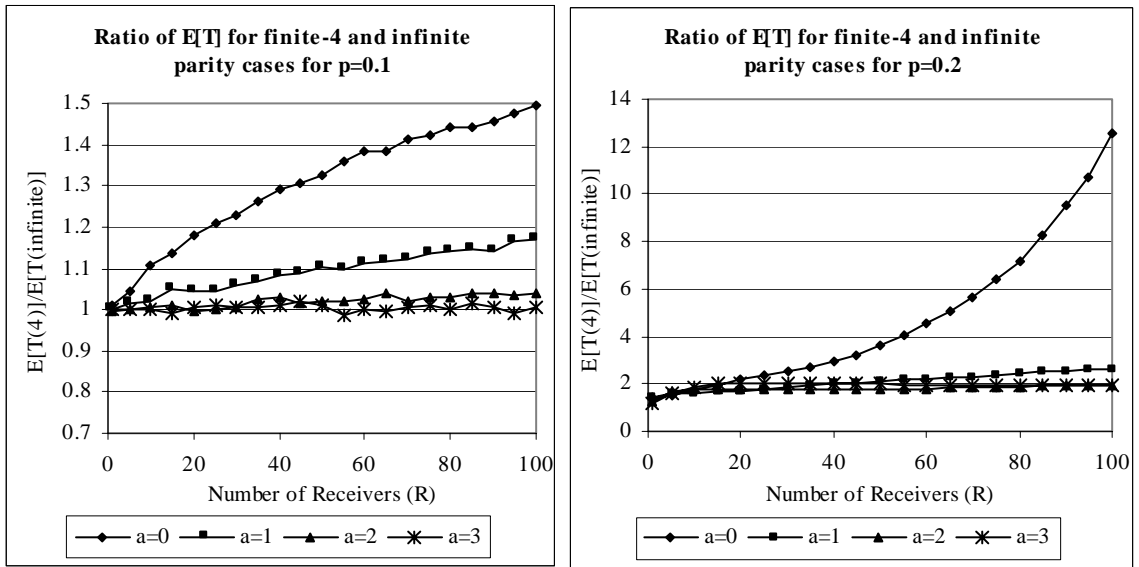 Ratio of E[T] for finite-4 and infinite
parity cases for p=0.1
1.5
1.4
1.3
1.2
1.1
1
0.9
0.8
0.7
E[T(4)]/E[T(infinite)]
0 20 40 60 80 100
Number of Receivers (R)
a=0 a=1 a=2 a=3
Ratio of E[T] for finite-4 and infinite
parity cases for p=0.2
14
12
10
8
6
4
2
0
E[T(4)]/E[T(infinite)]
0 20 40 60 80 100
Number of Receivers (R)
a=0 a=1 a=2 a=3